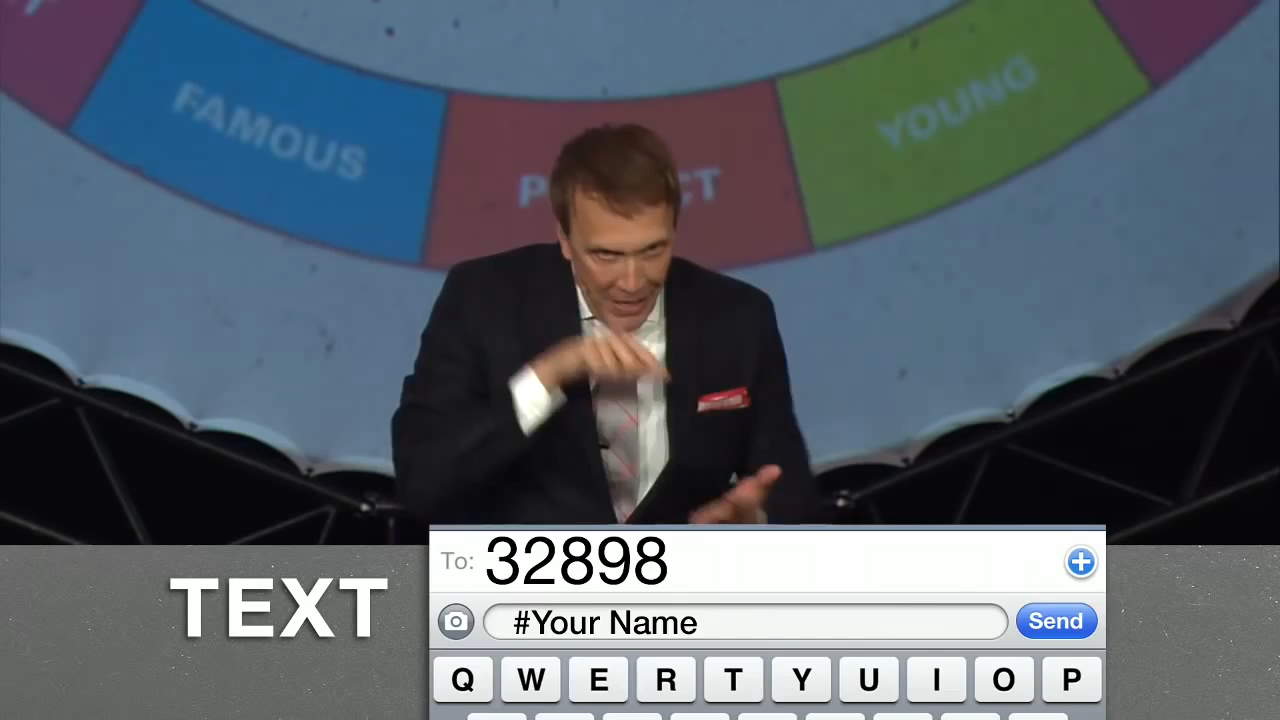 FAMOUS
YOUNG
TEXT
To: 32898
#Your Name
Send
Q W E R T Y U I O P